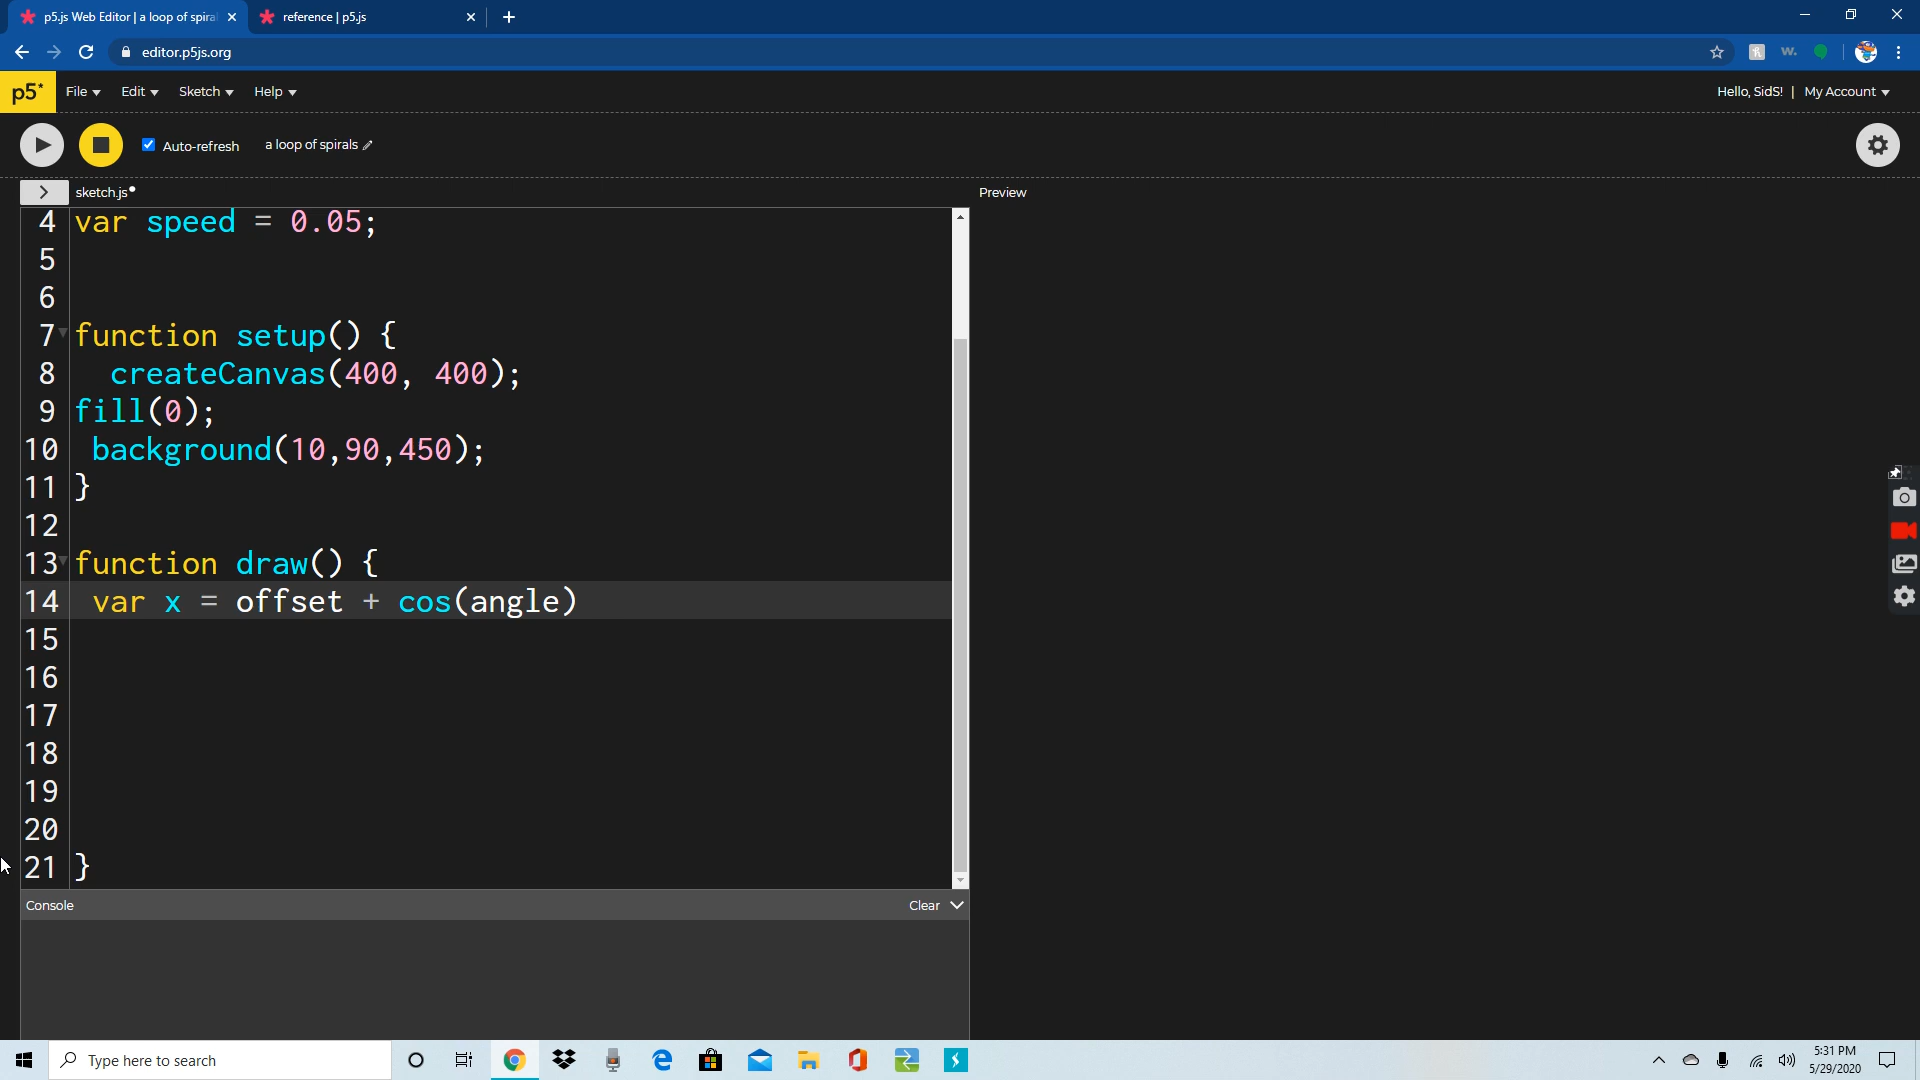 p5.js Web Editor | a loop of spira
reference | p5.js
editor.p5js.org
w.
p5*
File
Edit
Sketch
Help
Hello, SidS! | My Account
Auto-refresh
a loop of spirals
sketch.js
Preview
4 var speed = 0.05;
5
6
7 function setup() {
8 createCanvas(400, 400);
9 fill(0);
10 background(10,90,450);
11 }
12
13 function draw() {
14 var x = offset + cos(angle)
15
16
17
18
19
20
21 }
Console
Clear
Type here to search
5:31 PM
5/29/2020